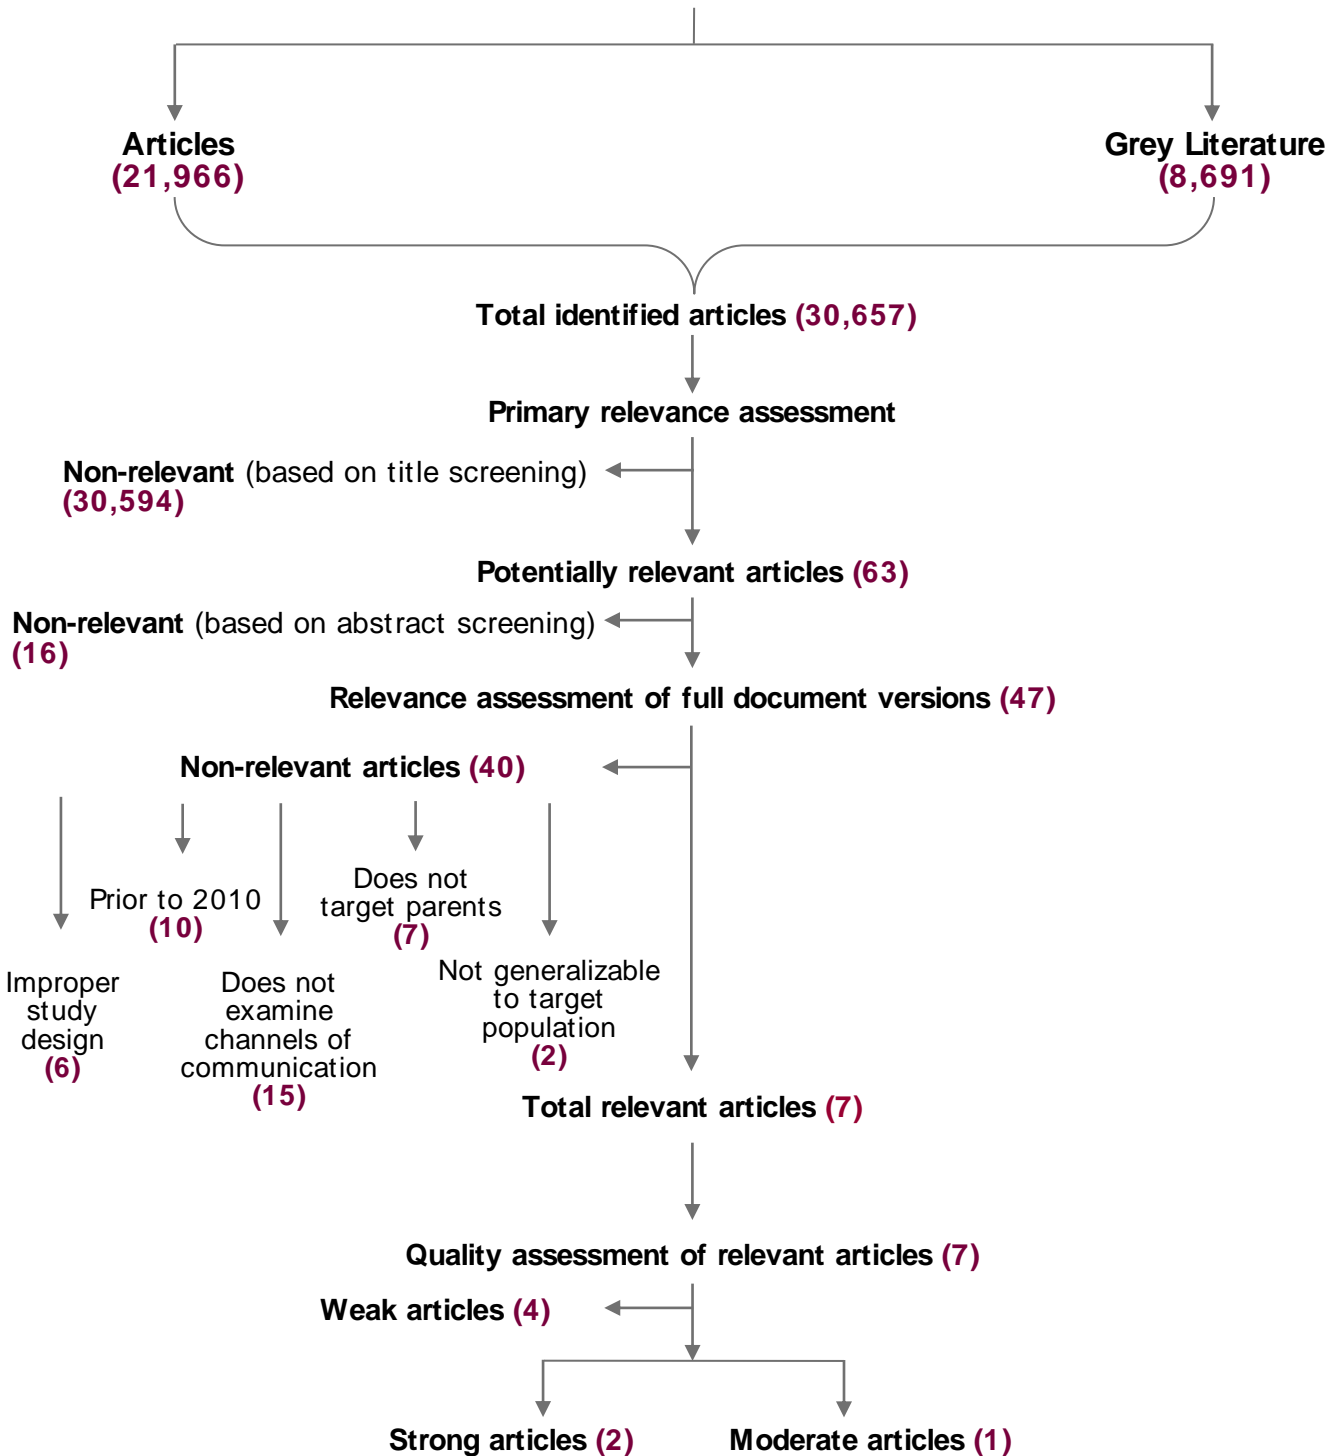 Articles
(21,966)
Grey Literature
(8,691)
Total identified articles (30,657)
Primary relevance assessment
Non-relevant (based on title screening)
(30,594)
Potentially relevant articles (63)
Non-relevant (based on abstract screening)
(16)
Relevance assessment of full document versions (47)
Non-relevant articles (40)
Improper
study
design
(6)
Prior to 2010
(10)
Does not
examine
channels of
communication
(15)
Does not
target parents
(7)
Not generalizable
to target
population
(2)
Total relevant articles (7)
Quality assessment of relevant articles (7)
Weak articles (4)
Strong articles (2)
Moderate articles (1)